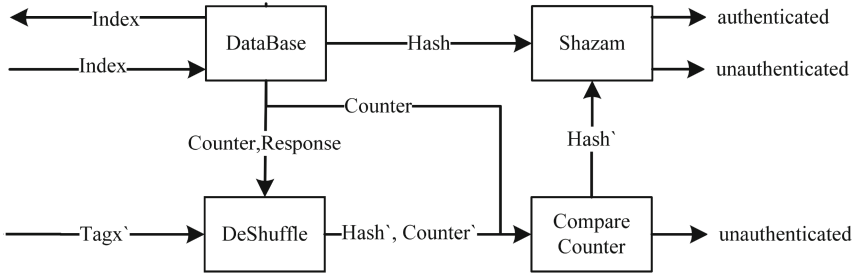 Index
DataBase
Hash
Shazam
authenticated
Index
unauthenticated
Counter
Counter,Response
Hash`
Tagx`
DeShuffle
Hash`, Counter`
Compare
Counter
unauthenticated